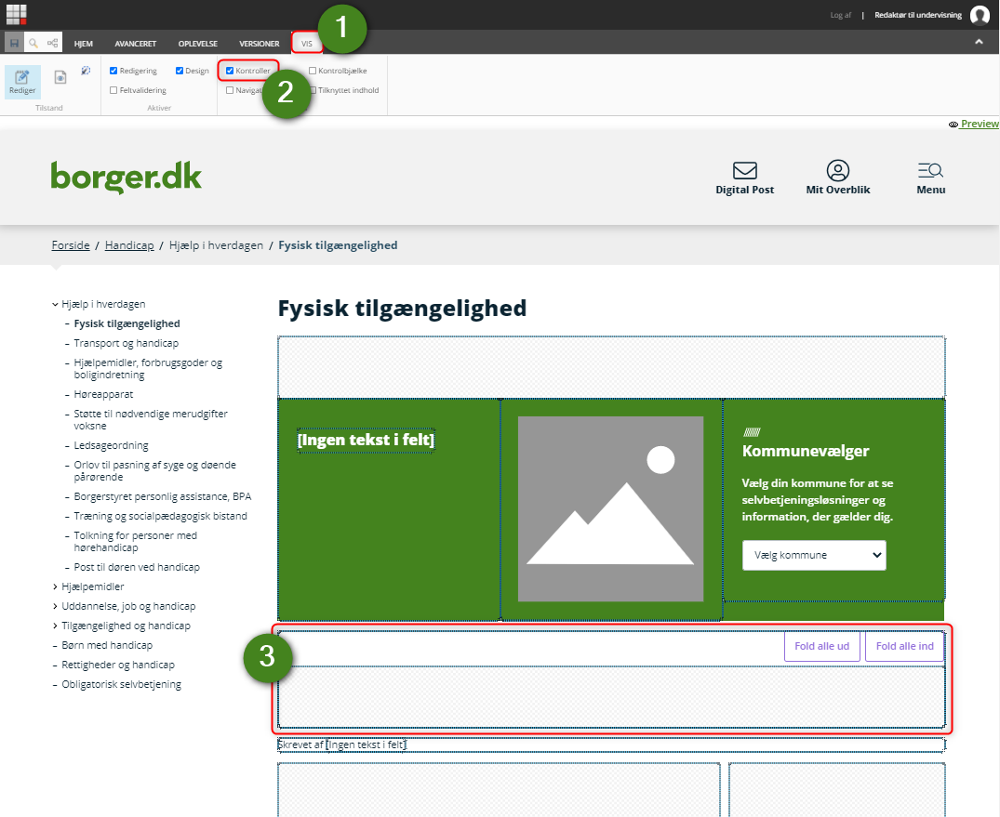 Log af | Redaktør til undervisning
HJEM AVANCERET OPLEVELSE VERSIONER VIS 1
Rediger
Tilstand
Redigering Design
Feltvalidering
Aktiver
Kontroller Kontrolbjælke
2 Tilknyttet indhold
Preview
borger.dk
Digital Post Mit Overblik Menu
Forside / Handicap / Hjælp i hverdagen / Fysisk tilgængelighed
Hjælp i hverdagen
– Fysisk tilgængelighed
– Transport og handicap
– Hjælpemidler, forbrugsgoder og
boligindretning
– Høreapparat
– Støtte til nødvendige merudgifter
voksne
– Ledsageordning
– Orlov til pasning af syge og døende
pårørende
– Borgerstyret personlig assistance, BPA
– Træning og socialpædagogisk bistand
– Tolkning for personer med
hørehandicap
– Post til døren ved handicap
Hjælpemidler
Uddannelse, job og handicap
Tilgængelighed og handicap
– Børn med handicap
– Rettigheder og handicap
– Obligatorisk selvbetjening
Fysisk tilgængelighed
[Ingen tekst i felt]
///////
Kommunevælger
Vælg din kommune for at se
selvbetjeningsløsninger og
information, der gælder dig.
Vælg kommune
3
Fold alle ud Fold alle ind
Skrevet af [Ingen tekst i felt]